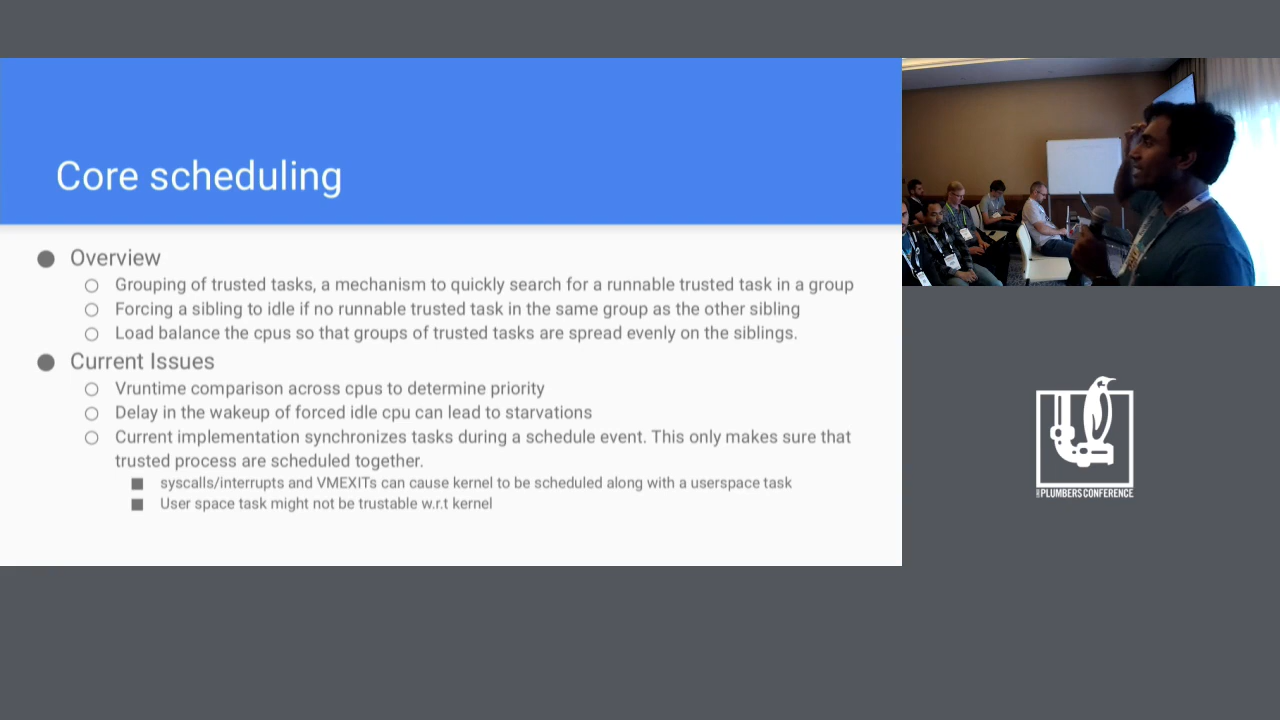 Core scheduling
Overview
Grouping of trusted tasks, a mechanism to quickly search for a runnable trusted task in a group
Forcing a sibling to idle if no runnable trusted task in the same group as the other sibling
Load balance the cpus so that groups of trusted tasks are spread evenly on the siblings.
Current Issues
Vruntime comparison across cpus to determine priority
Delay in the wakeup of forced idle cpu can lead to starvations
Current implementation synchronizes tasks during a schedule event. This only makes sure that
trusted process are scheduled together.
syscalls/interrupts and VMEXITs can cause kernel to be scheduled along with a userspace task
User space task might not be trustable w.r.t kernel
PLUMBERS CONFERENCE